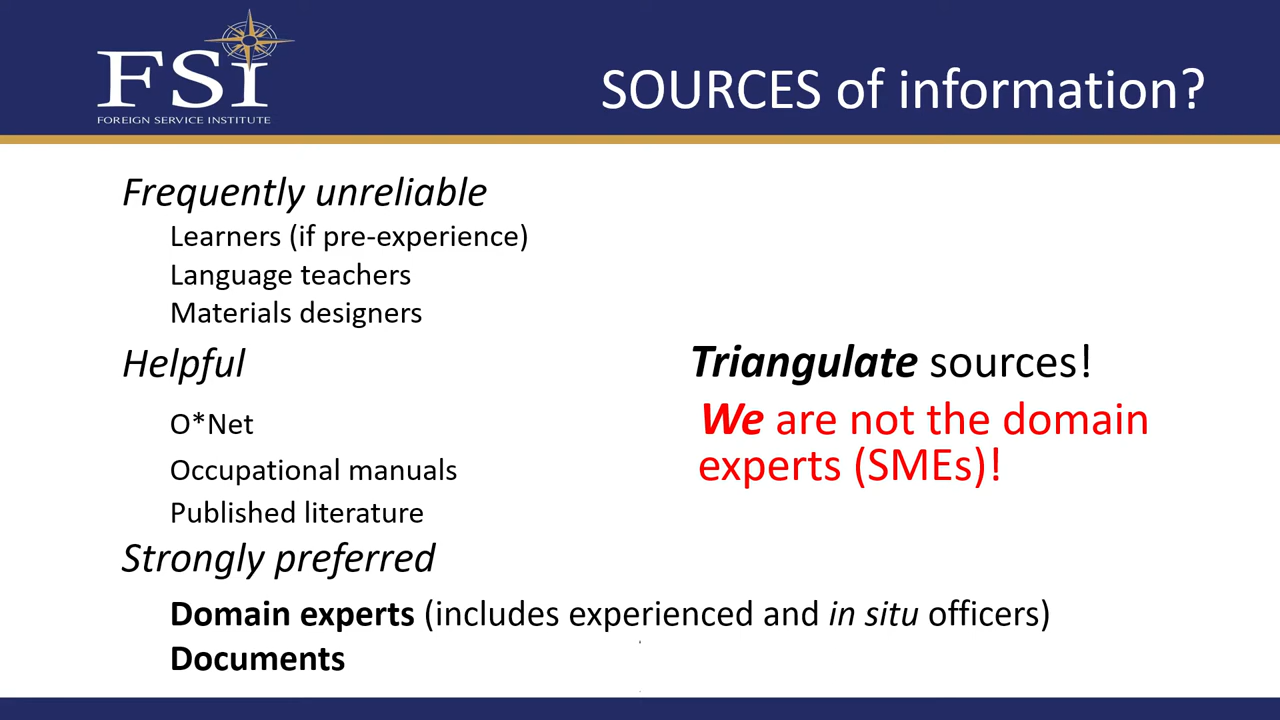 FSI
FOREIGN SERVICE INSTITUTE
SOURCES of information?
Frequently unreliable
Learners (if pre-experience)
Language teachers
Materials designers
Helpful
O*Net
Occupational manuals
Published literature
Triangulate sources!
We are not the domain
experts (SMEs)!
Strongly preferred
Domain experts (includes experienced and in situ officers)
Documents